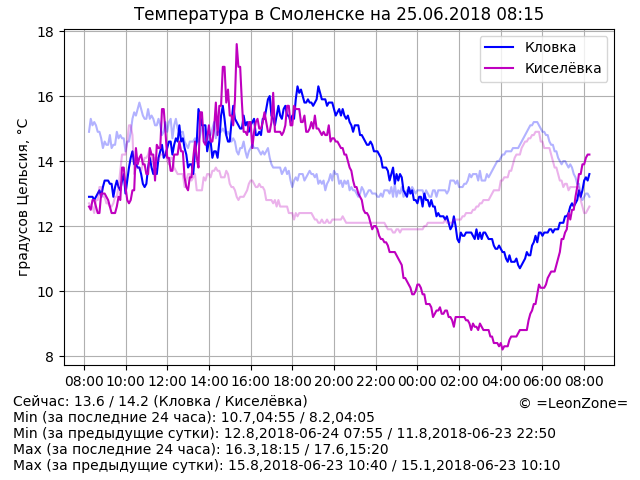 Температура в Смоленске на 25.06.2018 08:15
18
16
14
12
10
8
градусов Цельсия, °C
Кловка
Киселёвка
08:00 10:00 12:00 14:00 16:00 18:00 20:00 22:00 00:00 02:00 04:00 06:00 08:00
Сейчас: 13.6 / 14.2 (Кловка / Киселёвка)
© =LeonZone=
Min (за последние 24 часа): 10.7,04:55 / 8.2,04:05
Min (за предыдущие сутки): 12.8,2018-06-24 07:55 / 11.8,2018-06-23 22:50
Max (за последние 24 часа): 16.3,18:15 / 17.6,15:20
Max (за предыдущие сутки): 15.8,2018-06-23 10:40 / 15.1,2018-06-23 10:10